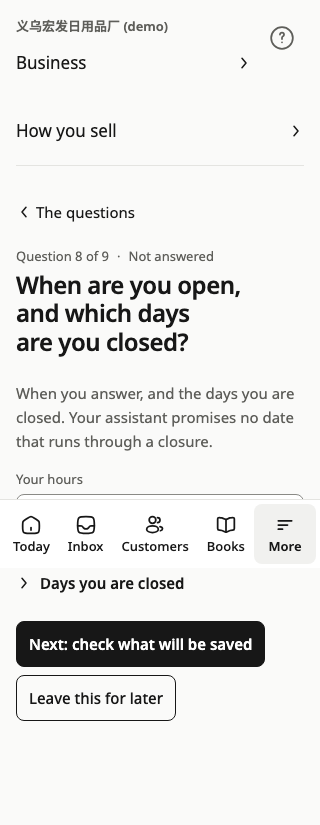 义乌宏发日用品厂 (demo)
Business
How you sell
The questions
Question 8 of 9 · Not answered
When are you open,
and which days
are you closed?
When you answer, and the days you are
closed. Your assistant promises no date
that runs through a closure.
Your hours
Today Inbox Customers Books More
Days you are closed
Next: check what will be saved
Leave this for later